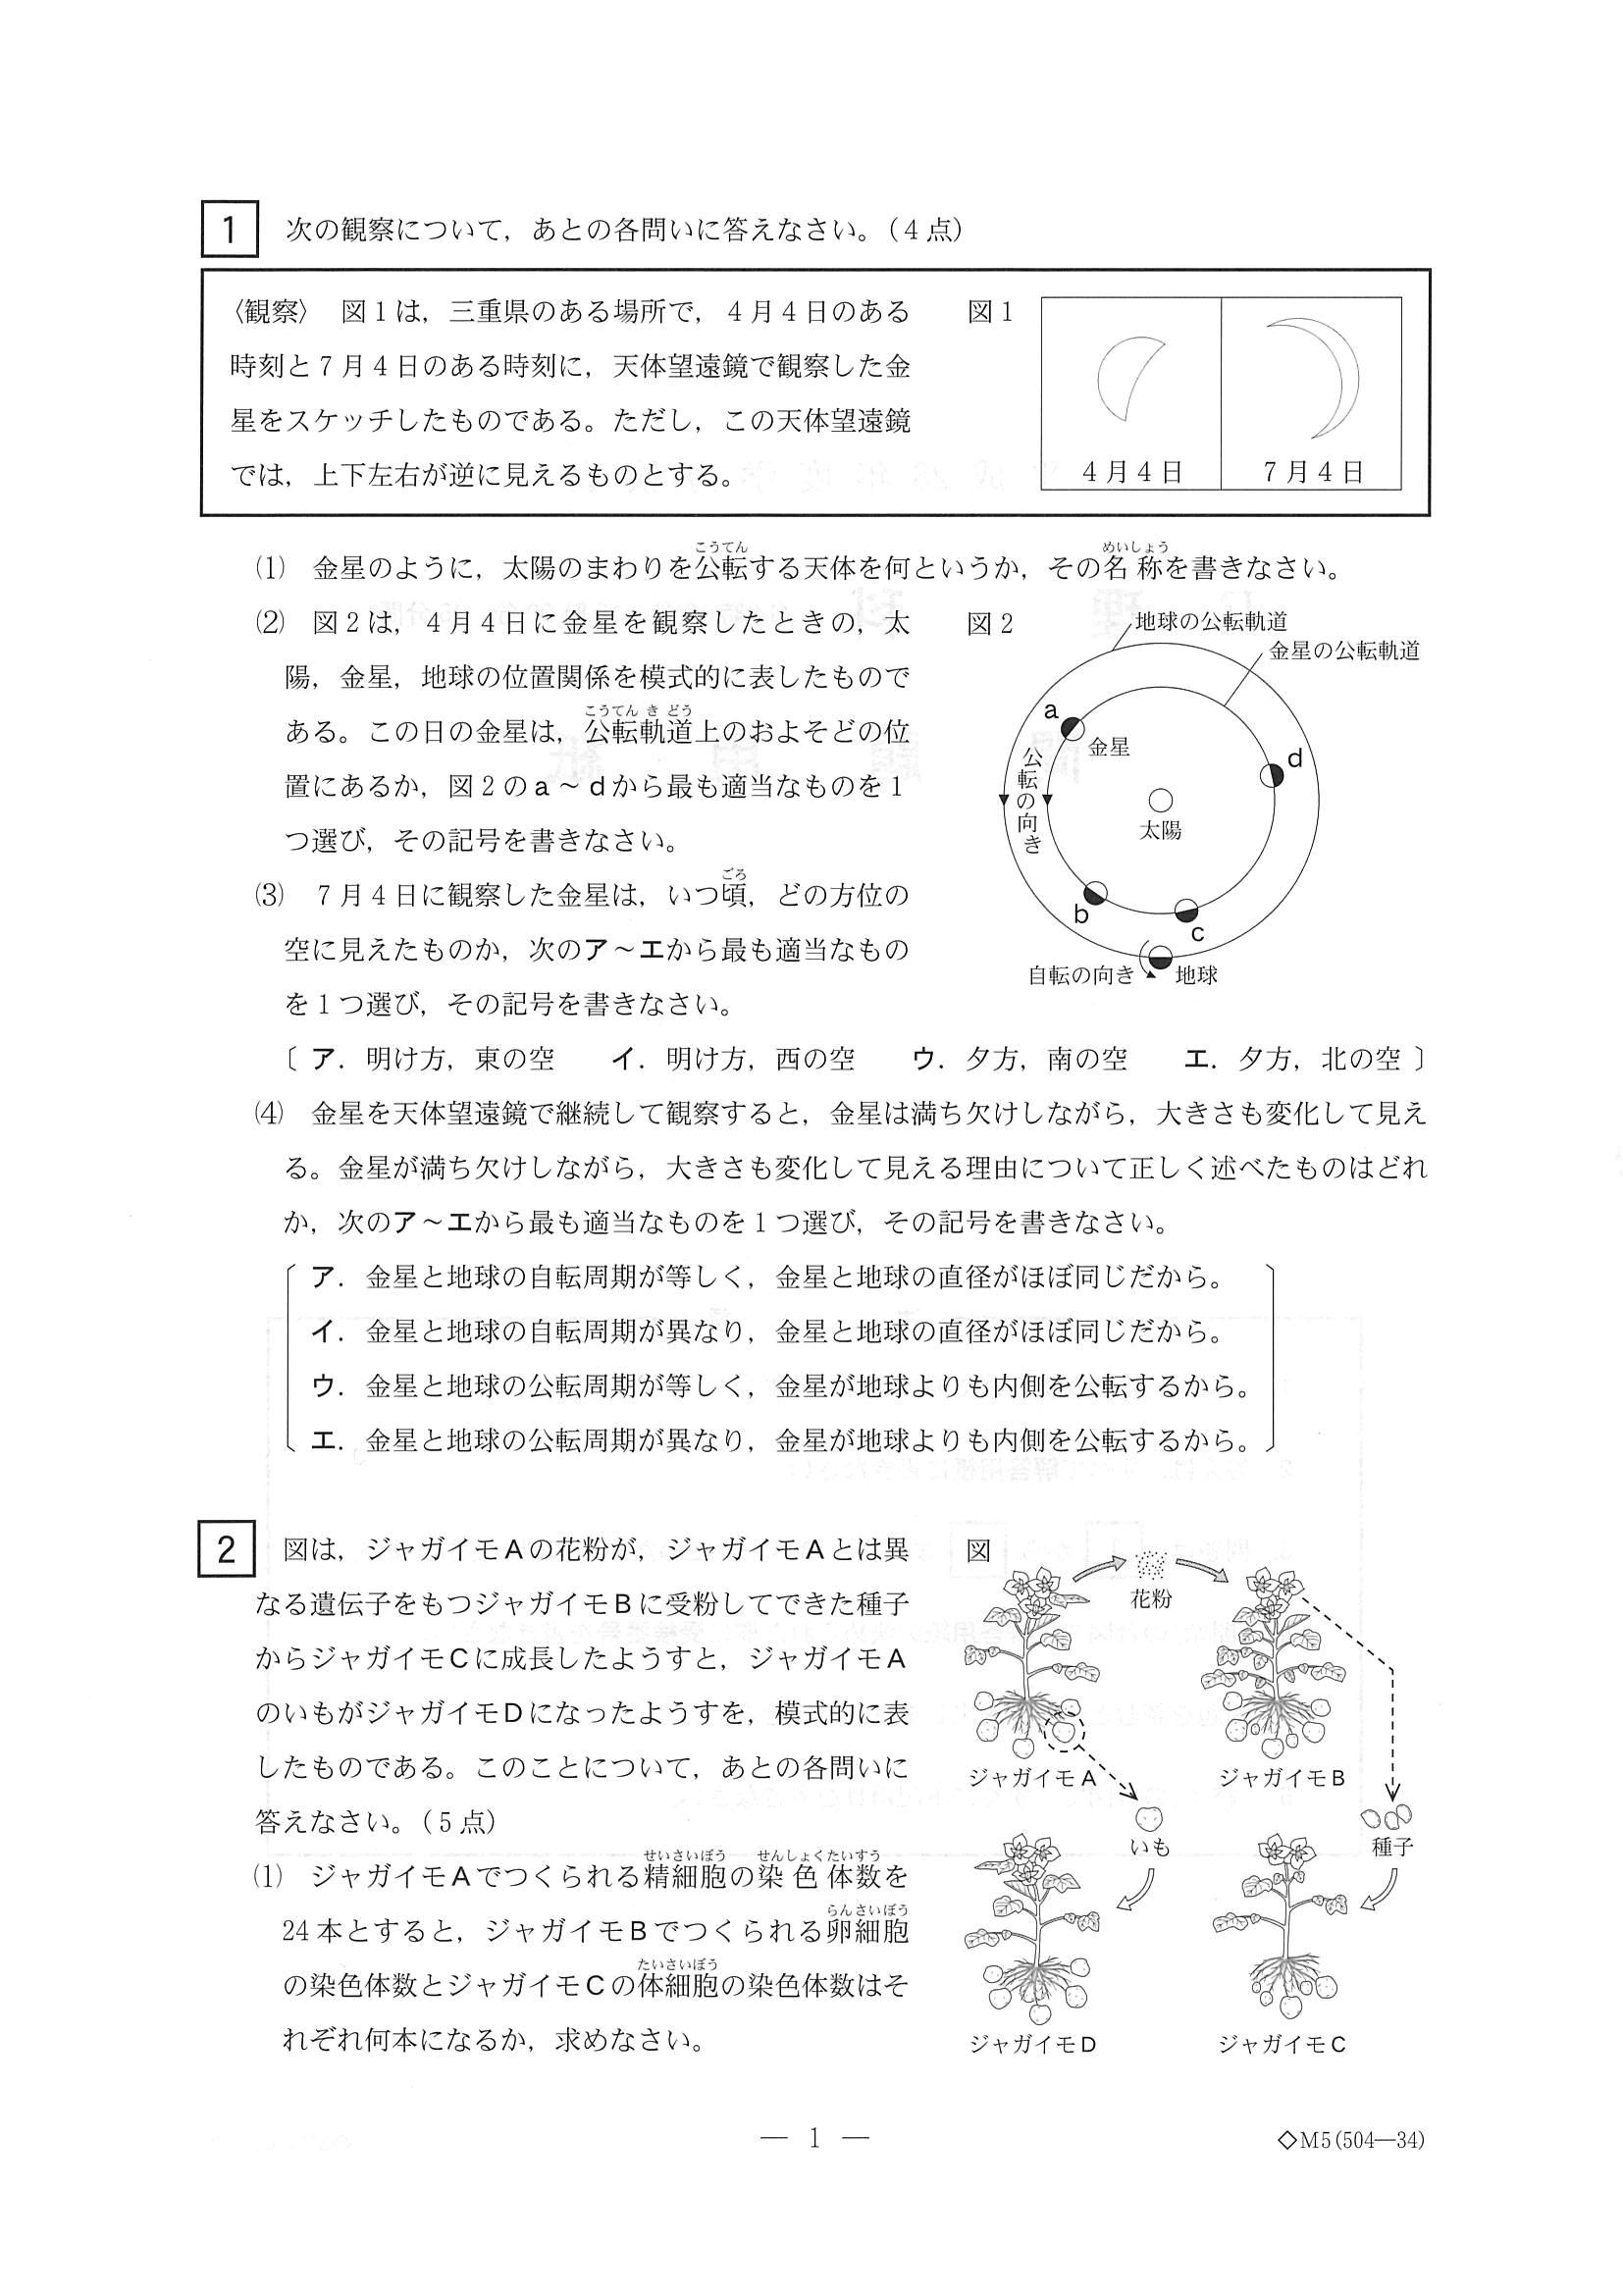 1 次の観察について，あとの各問いに答えなさい。（4点）
〈観察〉 図1は，三重県のある場所で，4月4日のある
時刻と7月4日のある時刻に，天体望遠鏡で観察した金
星をスケッチしたものである。ただし，この天体望遠鏡
では，上下左右が逆に見えるものとする。
図1
4月4日
7月4日
こうてん めいしょう
⑴ 金星のように，太陽のまわりを公転する天体を何というか，その名称を書きなさい。
⑵ 図2は，4月4日に金星を観察したときの，太
陽，金星，地球の位置関係を模式的に表したもので
こうてん き どう
ある。この日の金星は，公転軌道上のおよそどの位
置にあるか，図2のa～dから最も適当なものを1
つ選び，その記号を書きなさい。
図2
地球の公転軌道
金星の公転軌道
a
金星
d
公転の向き
太陽
b
c
自転の向き
地球
ごろ
⑶ 7月4日に観察した金星は，いつ頃，どの方位の
空に見えたものか，次のア～エから最も適当なもの
を1つ選び，その記号を書きなさい。
〔 ア．明け方，東の空 イ．明け方，西の空 ウ．夕方，南の空 エ．夕方，北の空 〕
⑷ 金星を天体望遠鏡で継続して観察すると，金星は満ち欠けしながら，大きさも変化して見え
る。金星が満ち欠けしながら，大きさも変化して見える理由について正しく述べたものはどれ
か，次のア～エから最も適当なものを1つ選び，その記号を書きなさい。
ア．金星と地球の自転周期が等しく，金星と地球の直径がほぼ同じだから。
イ．金星と地球の自転周期が異なり，金星と地球の直径がほぼ同じだから。
ウ．金星と地球の公転周期が等しく，金星が地球よりも内側を公転するから。
エ．金星と地球の公転周期が異なり，金星が地球よりも内側を公転するから。
2 図は，ジャガイモAの花粉が，ジャガイモAとは異
なる遺伝子をもつジャガイモBに受粉してできた種子
からジャガイモCに成長したようすと，ジャガイモA
のいもがジャガイモDになったようすを，模式的に表
したものである。このことについて，あとの各問いに
答えなさい。（5点）
せいさいぼう せんしょくたいすう
⑴ ジャガイモAでつくられる精細胞の染色体数を
らんさいぼう
24本とすると，ジャガイモBでつくられる卵細胞
たいさいぼう
の染色体数とジャガイモCの体細胞の染色体数はそ
れぞれ何本になるか，求めなさい。
図
花粉
ジャガイモA
ジャガイモB
いも
種子
ジャガイモD
ジャガイモC
— 1 —
◇M5(504—34)